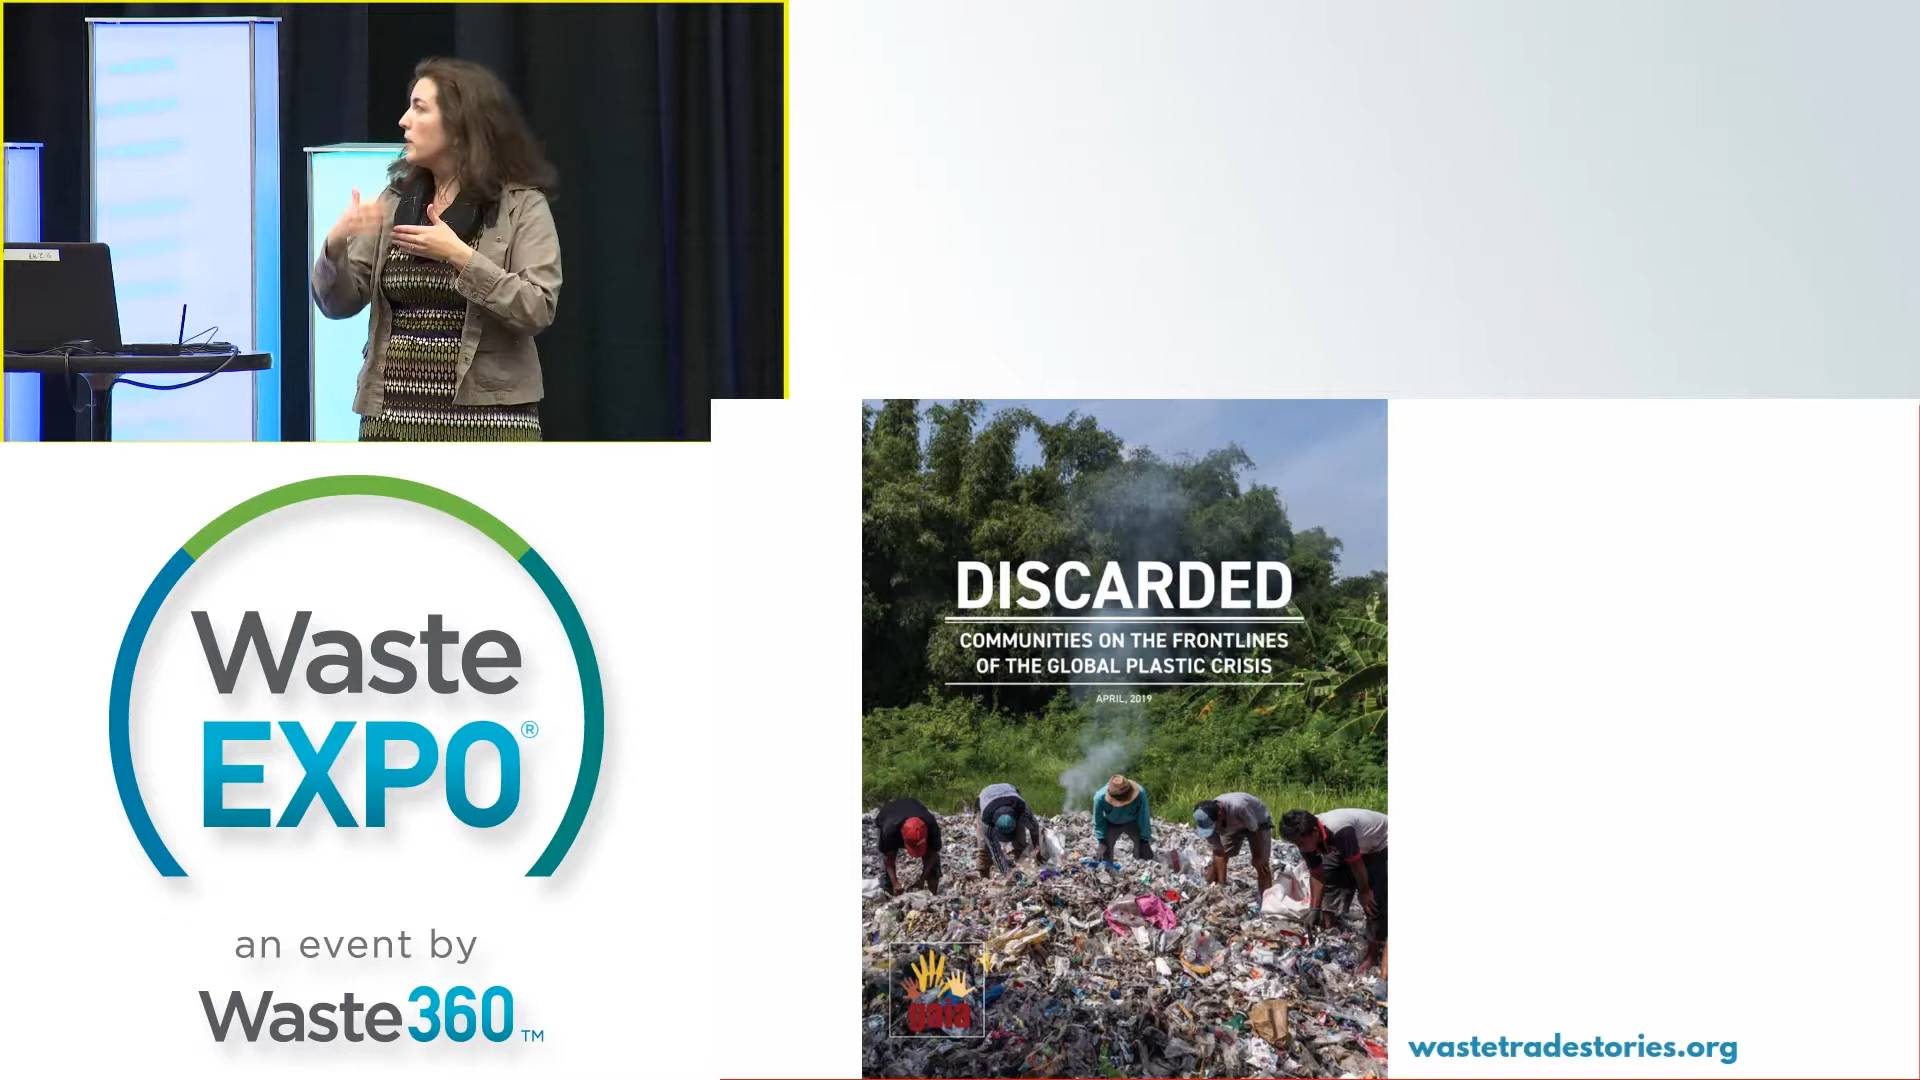 Waste
EXPO®
an event by
Waste360™
DISCARDED
COMMUNITIES ON THE FRONTLINES
OF THE GLOBAL PLASTIC CRISIS
APRIL, 2019
gaia
wastetradestories.org